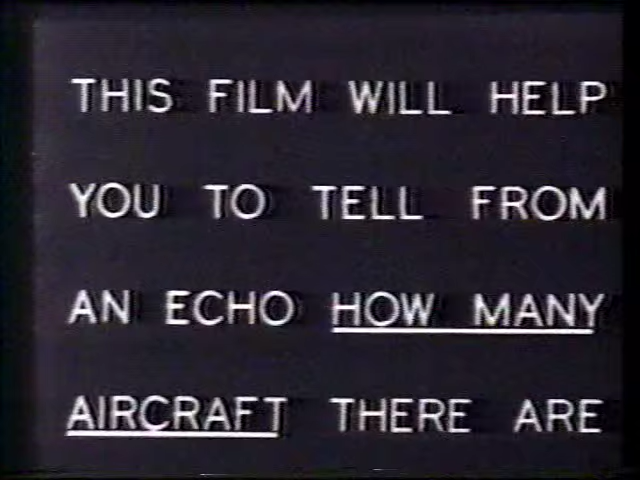 THIS FILM WILL HELP
YOU TO TELL FROM
AN ECHO HOW MANY
AIRCRAFT THERE ARE